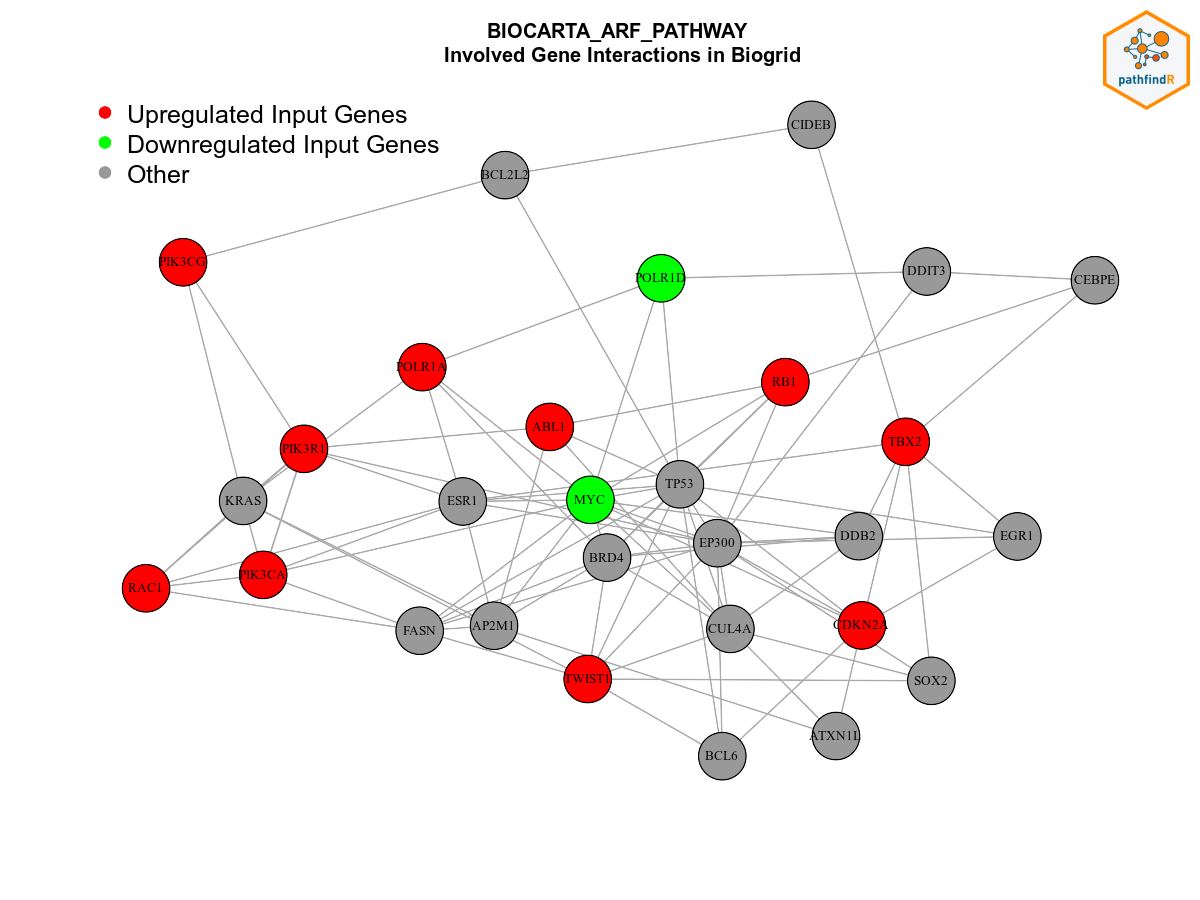 BIOCARTA_ARF_PATHWAY
Involved Gene Interactions in Biogrid
pathfindR
Upregulated Input Genes
Downregulated Input Genes
Other
CIDEB
BCL2L2
PIK3CG
POLR1D
DDIT3
CEBPE
POLR1A
RB1
ABL1
TBX2
PIK3R1
TP53
KRAS
ESR1
MYC
EP300
DDB2
EGR1
BRD4
PIK3CA
RAC1
FASN
AP2M1
CUL4A
CDKN2A
TWIST1
SOX2
ATXN1L
BCL6